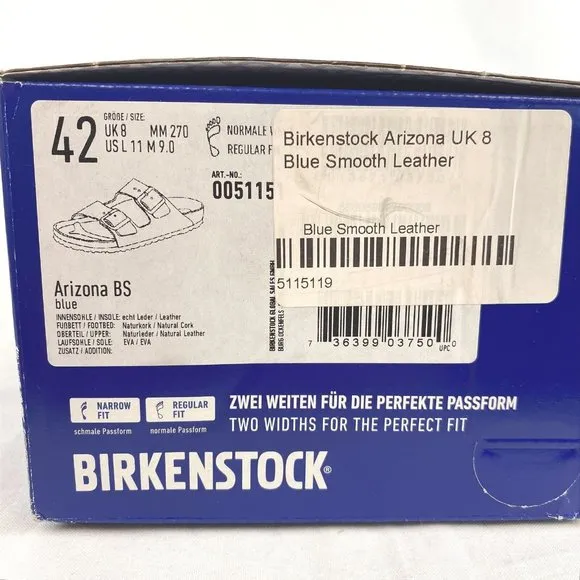 42
GRÖßE/SIZE:
UK 8 MM 270
US L 11 M 9.0
NORMALE
REGULAR
ART.-NO.:
005115
Birkenstock Arizona UK 8
Blue Smooth Leather
Blue Smooth Leather
5115119
Arizona BS
blue
INNENSOHLE / INSOLE: echt Leder / Leather
FUßBETT / FOOTBED: Naturkork / Natural Cork
OBERTEIL / UPPER: Naturleder / Natural Leather
LAUFSOHLE / SOLE: EVA / EVA
ZUSATZ / ADDITION:
BIRKENSTOCK GLOBAL SALES GMBH
7 36399 03750 0
UPC
NARROW
FIT
schmale Passform
REGULAR
FIT
normale Passform
ZWEI WEITEN FÜR DIE PERFEKTE PASSFORM
TWO WIDTHS FOR THE PERFECT FIT
BIRKENSTOCK®